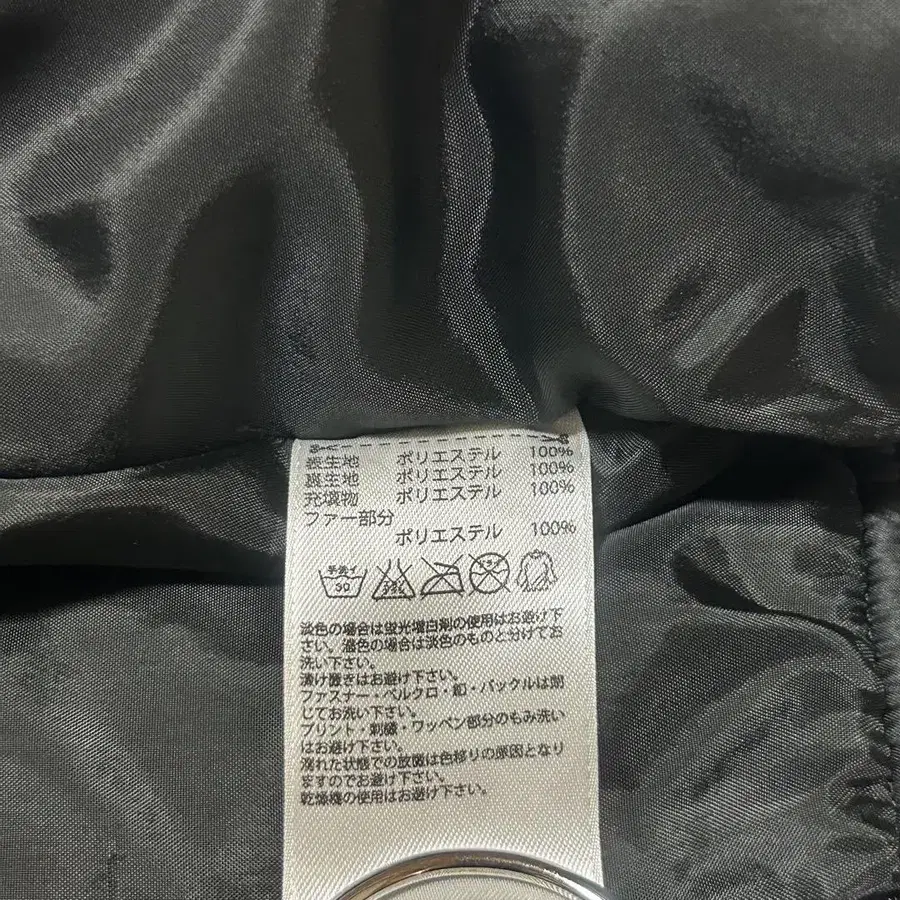 表生地 ポリエステル 100%
裏生地 ポリエステル 100%
充填物 ポリエステル 100%
ファー部分
ポリエステル 100%
手洗イ
30
淡色の場合は蛍光増白剤の使用はお避け下
さい。濃色の場合は淡色のものと分けてお
洗い下さい。
漬け置きはお避け下さい。
ファスナー・ベルクロ・釦・バックルは閉
じてお洗い下さい。
プリント・刺繍・ワッペン部分のもみ洗い
はお避け下さい。
濡れた状態での放置は色移りの原因となり
ますのでお避け下さい。
乾燥機の使用はお避け下さい。